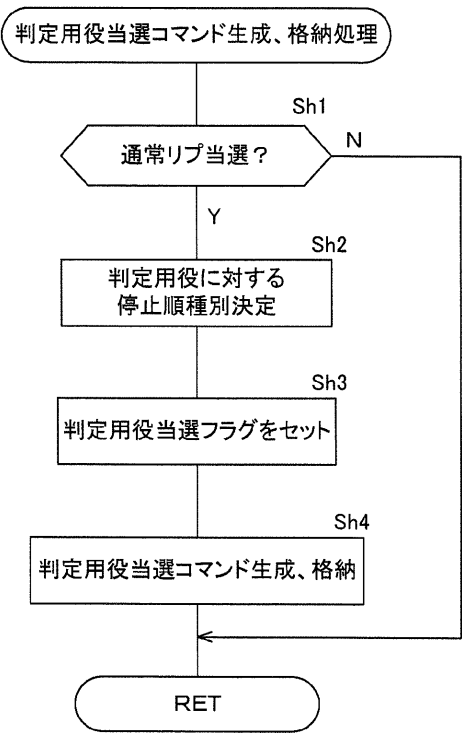 判定用役当選コマンド生成、格納処理
Sh1
通常リプ当選？
N
Y
Sh2
判定用役に対する
停止順種別決定
Sh3
判定用役当選フラグをセット
Sh4
判定用役当選コマンド生成、格納
RET